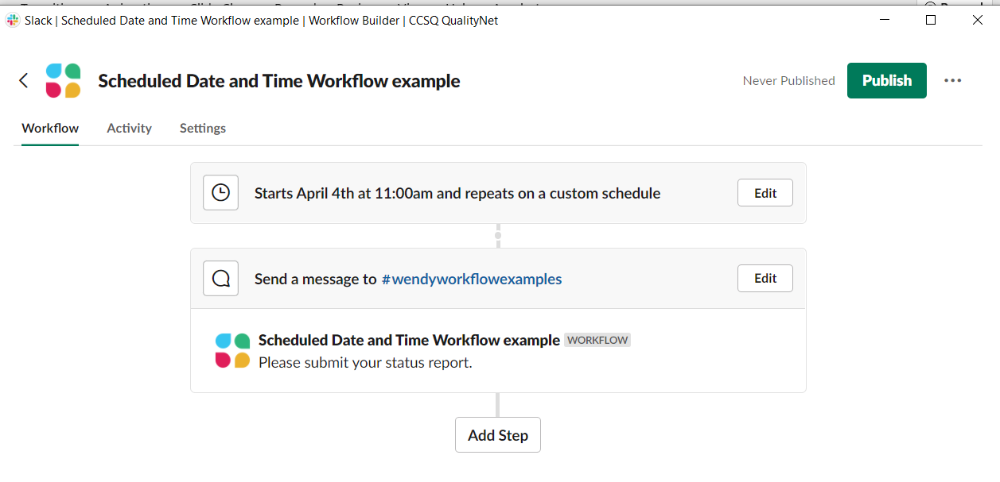 Slack | Scheduled Date and Time Workflow example | Workflow Builder | CCSQ QualityNet
Scheduled Date and Time Workflow example
Never Published
Publish
Workflow
Activity
Settings
Starts April 4th at 11:00am and repeats on a custom schedule
Edit
Send a message to #wendyworkflowexamples
Edit
Scheduled Date and Time Workflow example WORKFLOW
Please submit your status report.
Add Step